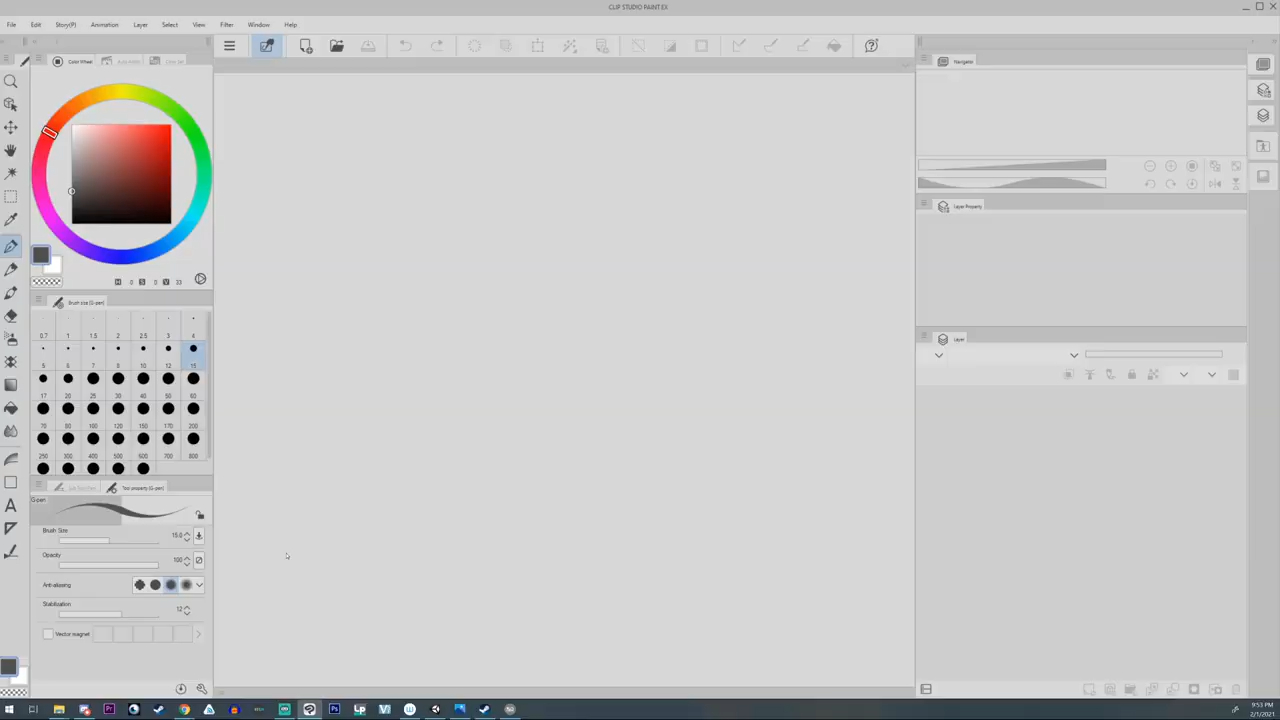 CLIP STUDIO PAINT EX
File Edit Story(P) Animation Layer Select View Filter Window Help
Color Wheel
Navigator
Layer Property
H 0 S 0 V 33
Brush size [G-pen]
0.7 1 1.5 2 2.5 3 4
5 6 7 8 10 12 15
17 20 25 30 40 50 60
70 80 100 120 150 170 200
250 300 400 500 600 700 800
Layer
Tool property [G-pen]
G-pen
Brush Size 15.0
Opacity 100
Anti-aliasing
Stabilization 12
Vector magnet
A
9:53 PM
2/1/2021